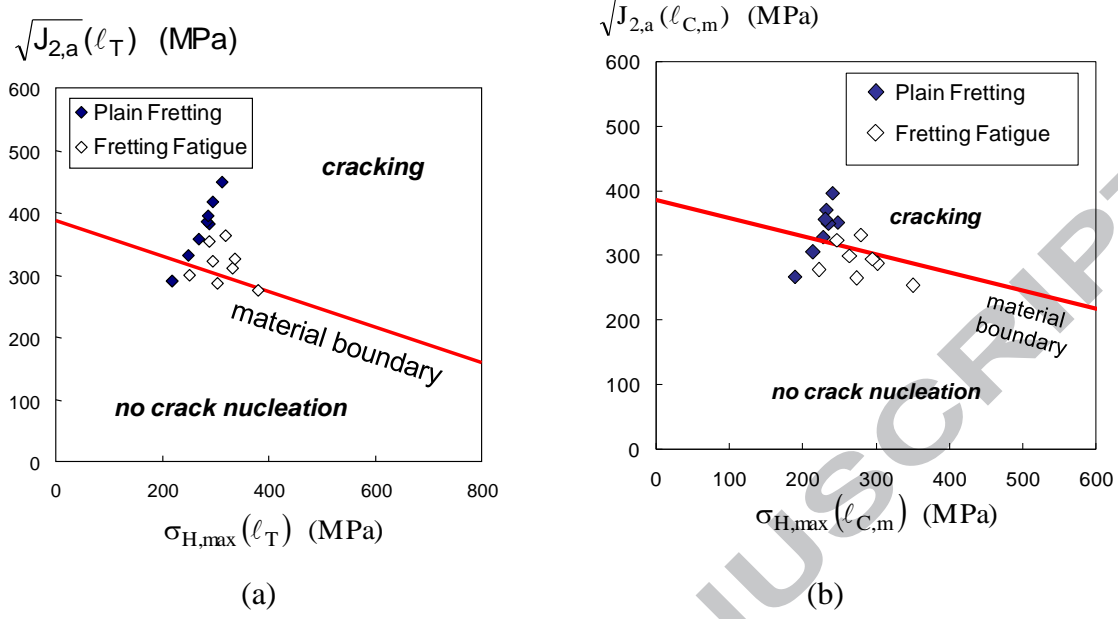 √J2,a(ℓT) (MPa)
600
500
400
300
200
100
0
Plain Fretting
Fretting Fatigue
cracking
material boundary
no crack nucleation
0 200 400 600 800
σH,max(ℓT) (MPa)
(a)
√J2,a(ℓC,m) (MPa)
600
500
400
300
200
100
0
Plain Fretting
Fretting Fatigue
cracking
material
boundary
no crack nucleation
0 100 200 300 400 500 600
σH,max(ℓC,m) (MPa)
(b)
USCRIPT